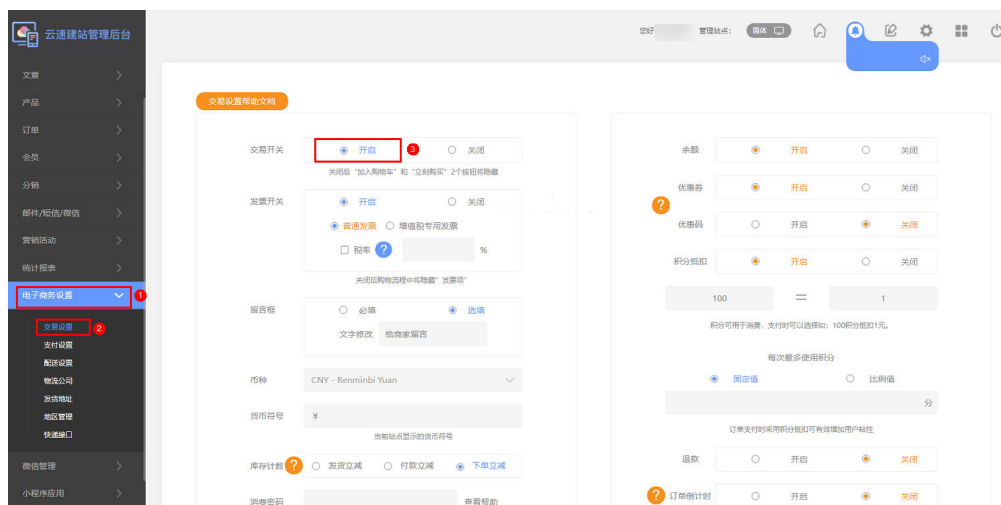 云速建站管理后台
您好
管理站点:
简体
文章
产品
订单
会员
分销
邮件/短信/微信
营销活动
统计报表
电子商务设置
1
交易设置
2
支付设置
配送设置
物流公司
发货地址
地区管理
快递接口
微信管理
小程序应用
交易设置帮助文档
交易开关
开启
3
关闭
关闭后 "加入购物车" 和 "立刻购买" 2个按钮将隐藏
发票开关
开启
关闭
普通发票
增值税专用发票
税率
?
%
关闭后购物流程中将隐藏" 发票项"
留言框
必填
选填
文字修改
给商家留言
币种
CNY - Renminbi Yuan
货币符号
¥
当前站点显示的货币符号
库存计数
?
发货立减
付款立减
下单立减
消费密码
查看帮助
余额
开启
关闭
优惠券
开启
关闭
?
优惠码
开启
关闭
积分抵扣
开启
关闭
100
=
1
积分可用于消费, 支付时可以选择如: 100积分抵扣1元。
每次最多使用积分
固定值
比例值
分
订单支付时采用积分抵扣可有效增加用户粘性
退款
开启
关闭
?
订单倒计时
开启
关闭